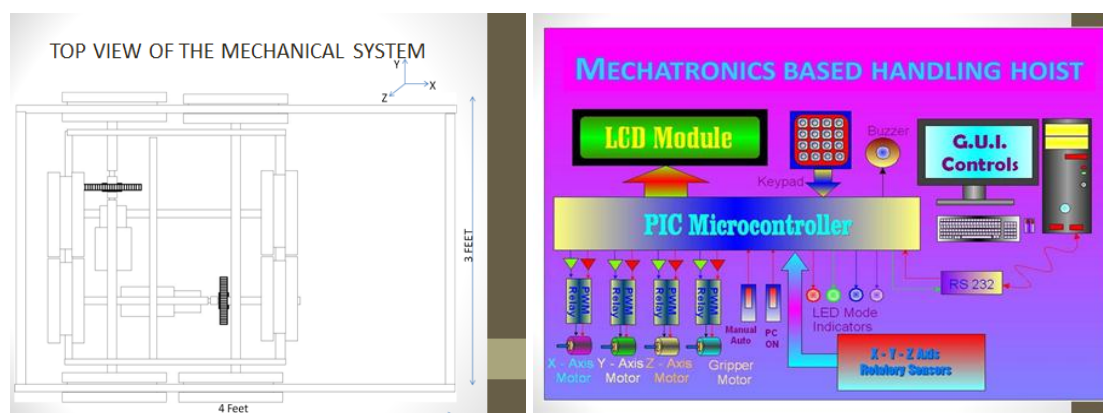 TOP VIEW OF THE MECHANICAL SYSTEM
Y
X
Z
3 FEET
4 Feet
MECHATRONICS BASED HANDLING HOIST
LCD Module
Keypad
Buzzer
G.U.I.
Controls
PIC Microcontroller
PWM
Relay
PWM
Relay
PWM
Relay
PWM
Relay
Manual
Auto
PC
ON
LED Mode
Indicators
RS 232
X - Axis
Motor
Y - Axis
Motor
Z - Axis
Motor
Gripper
Motor
X - Y - Z Axis
Rotatory Sensors